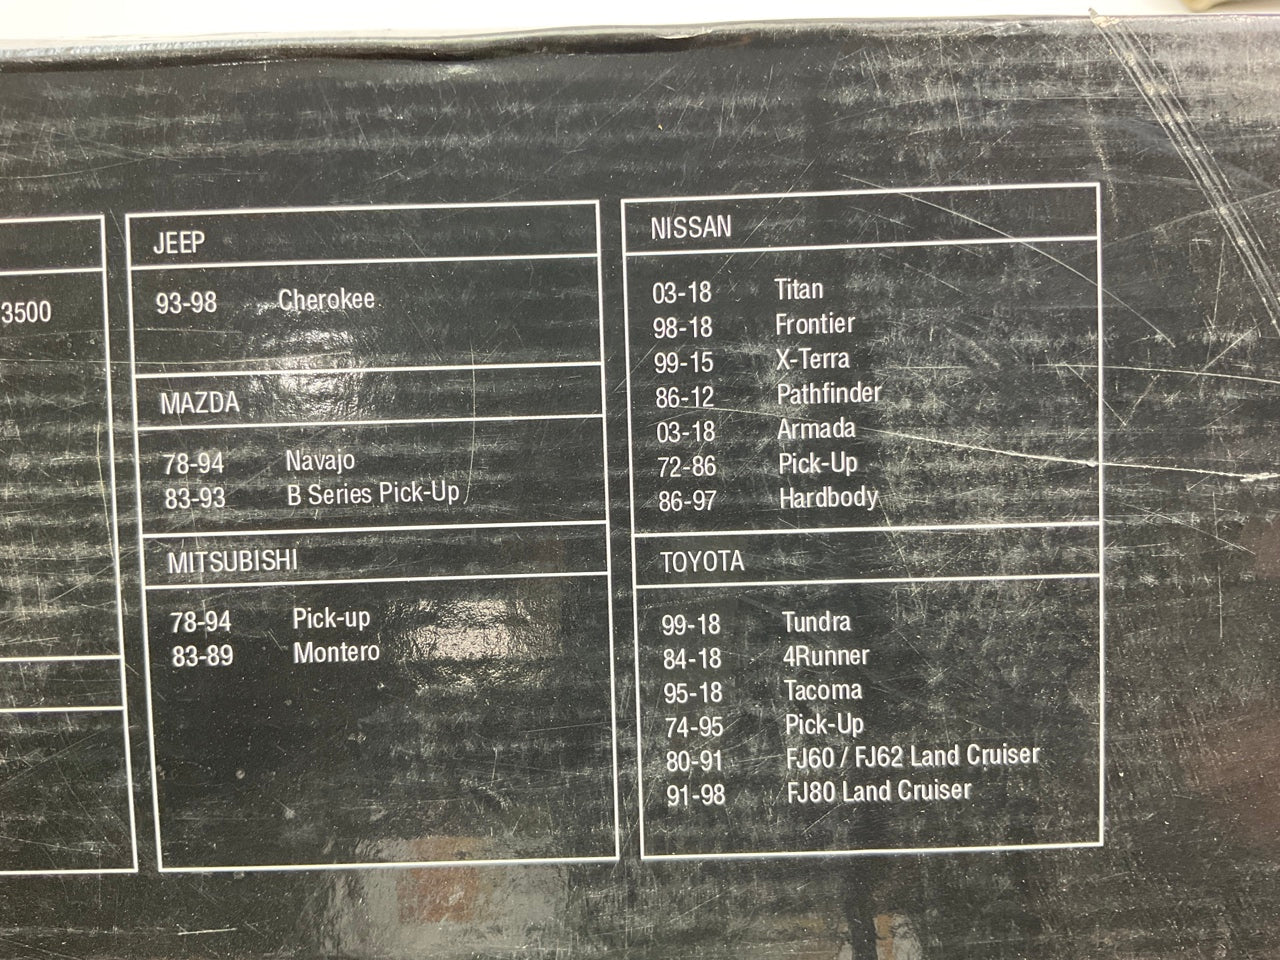 3500
JEEP
93-98 Cherokee
MAZDA
78-94 Navajo
83-93 B Series Pick-Up
MITSUBISHI
78-94 Pick-up
83-89 Montero
NISSAN
03-18 Titan
98-18 Frontier
99-15 X-Terra
86-12 Pathfinder
03-18 Armada
72-86 Pick-Up
86-97 Hardbody
TOYOTA
99-18 Tundra
84-18 4Runner
95-18 Tacoma
74-95 Pick-Up
80-91 FJ60 / FJ62 Land Cruiser
91-98 FJ80 Land Cruiser